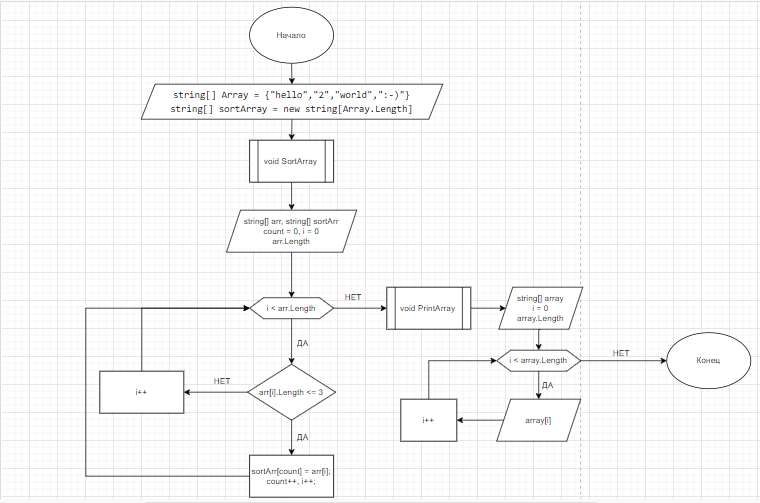 Начало
string[] Array = {"hello","2","world",":-)"}
string[] sortArray = new string[Array.Length]
void SortArray
string[] arr, string[] sortArr
count = 0, i = 0
arr.Length
i < arr.Length
НЕТ
void PrintArray
string[] array
i = 0
array.Length
ДА
i < array.Length
НЕТ
Конец
ДА
i++
НЕТ
arr[i].Length <= 3
i++
array[i]
ДА
sortArr[count] = arr[i];
count++, i++;